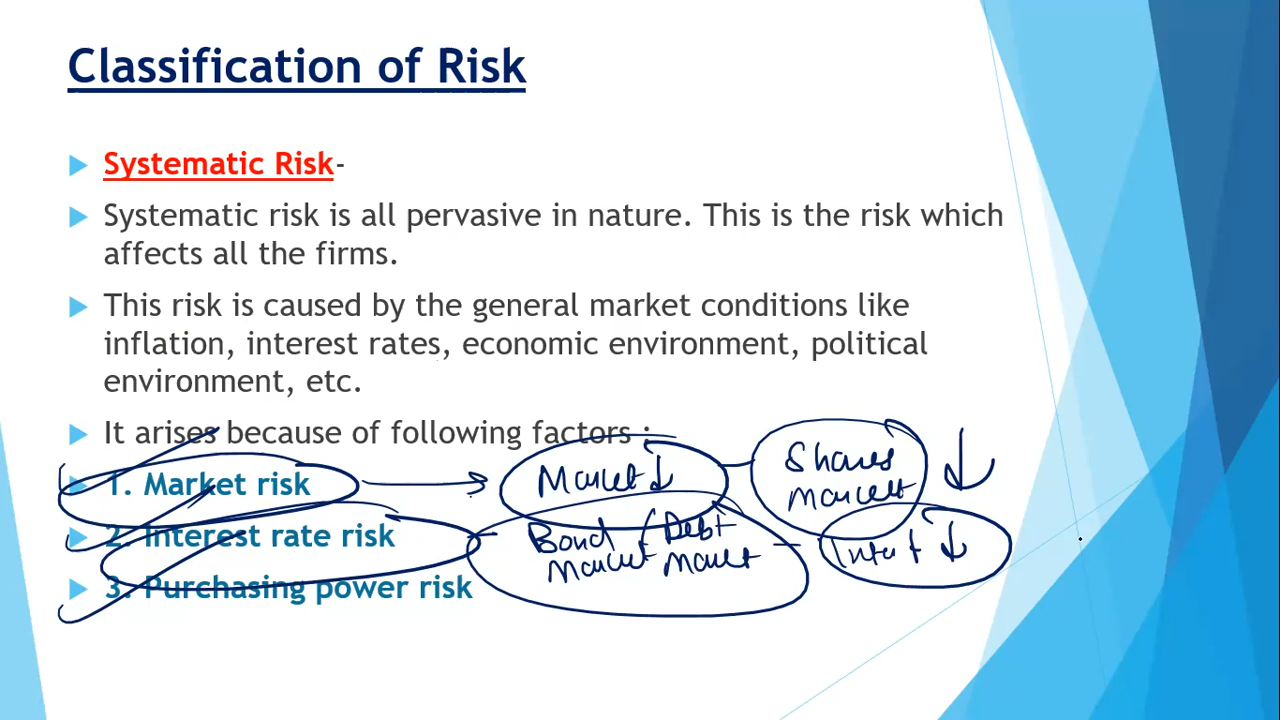 Classification of Risk
Systematic Risk-
Systematic risk is all pervasive in nature. This is the risk which
affects all the firms.
This risk is caused by the general market conditions like
inflation, interest rates, economic environment, political
environment, etc.
It arises because of following factors :
1. Market risk
Market ↓
Shares
Market
↓
2. Interest rate risk
Bond
Market
( Debt
Market
↓
3. Purchasing power risk